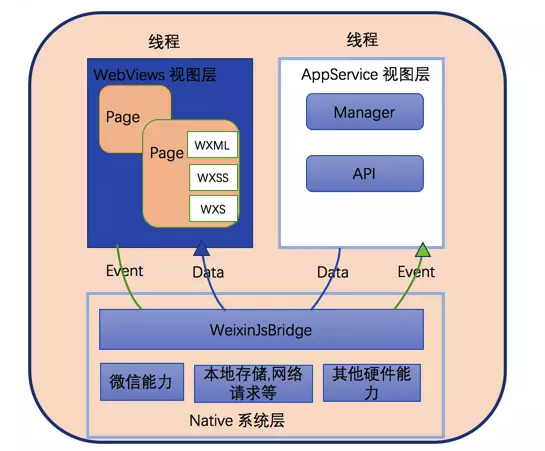 线程
线程
WebViews 视图层
AppService 视图层
Page
Page
WXML
WXSS
WXS
Manager
API
Event
Data
Data
Event
WeixinJsBridge
微信能力
本地存储,网络
请求等
其他硬件能
力
Native 系统层